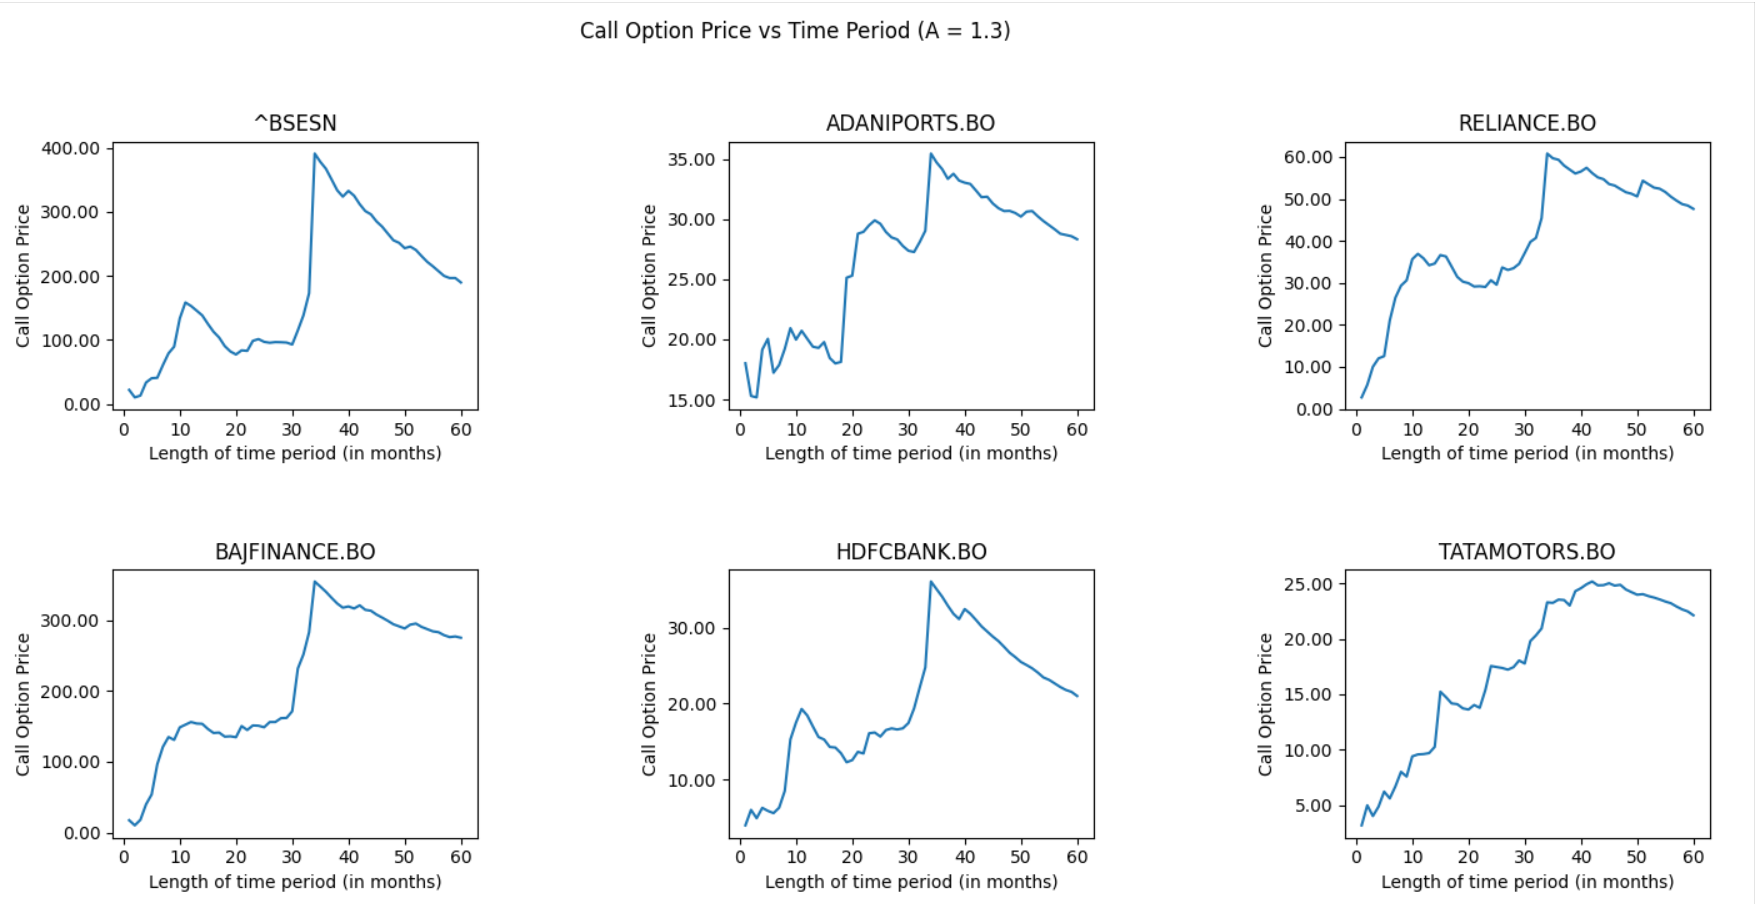 Call Option Price vs Time Period (A = 1.3)
^BSESN
400.00
300.00
200.00
100.00
0.00
Call Option Price
0 10 20 30 40 50 60
Length of time period (in months)
ADANIPORTS.BO
35.00
30.00
25.00
20.00
15.00
Call Option Price
0 10 20 30 40 50 60
Length of time period (in months)
RELIANCE.BO
60.00
50.00
40.00
30.00
20.00
10.00
0.00
Call Option Price
0 10 20 30 40 50 60
Length of time period (in months)
BAJFINANCE.BO
300.00
200.00
100.00
0.00
Call Option Price
0 10 20 30 40 50 60
Length of time period (in months)
HDFCBANK.BO
30.00
20.00
10.00
Call Option Price
0 10 20 30 40 50 60
Length of time period (in months)
TATAMOTORS.BO
25.00
20.00
15.00
10.00
5.00
Call Option Price
0 10 20 30 40 50 60
Length of time period (in months)